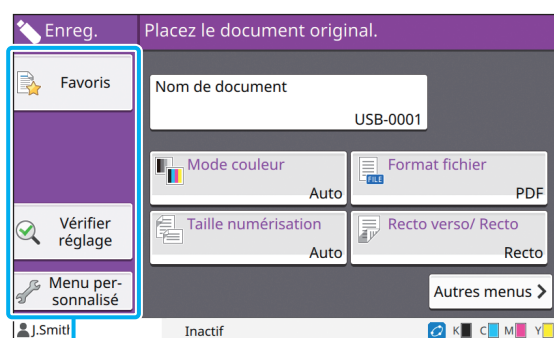 Enreg.
Placez le document original.
Favoris
Nom de document
USB-0001
Mode couleur
Auto
Format fichier
FILE
PDF
Vérifier
réglage
Taille numérisation
Auto
Recto verso/ Recto
Recto
Menu per-
sonnalisé
Autres menus
J.Smith
Inactif
K C M Y